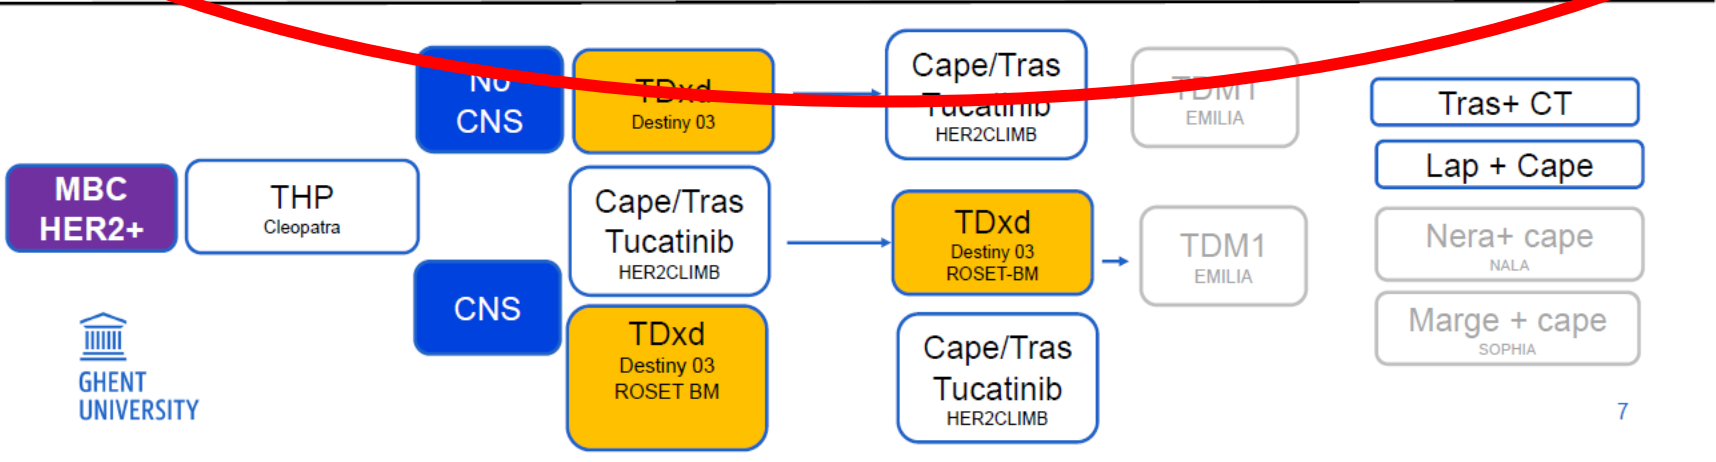 MBC
HER2+
THP
Cleopatra
No
CNS
TDxd
Destiny 03
Cape/Tras
Tucatinib
HER2CLIMB
TDM1
EMILIA
CNS
Cape/Tras
Tucatinib
HER2CLIMB
TDxd
Destiny 03
ROSET-BM
TDM1
EMILIA
TDxd
Destiny 03
ROSET BM
Cape/Tras
Tucatinib
HER2CLIMB
Tras+ CT
Lap + Cape
Nera+ cape
NALA
Marge + cape
SOPHIA
GHENT
UNIVERSITY
7